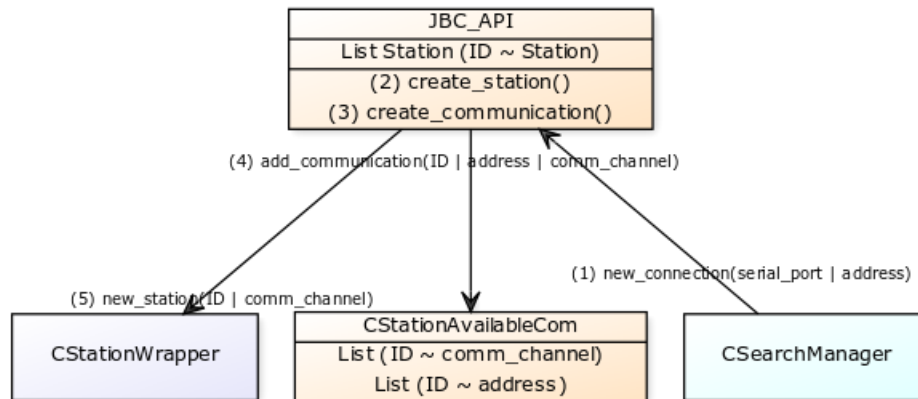 JBC_API
List Station (ID ~ Station)
(2) create_station()
(3) create_communication()
(4) add_communication(ID | address | comm_channel)
(1) new_connection(serial_port | address)
(5) new_station(ID | comm_channel)
CStationWrapper
CStationAvailableCom
List (ID ~ comm_channel)
List (ID ~ address)
CSearchManager